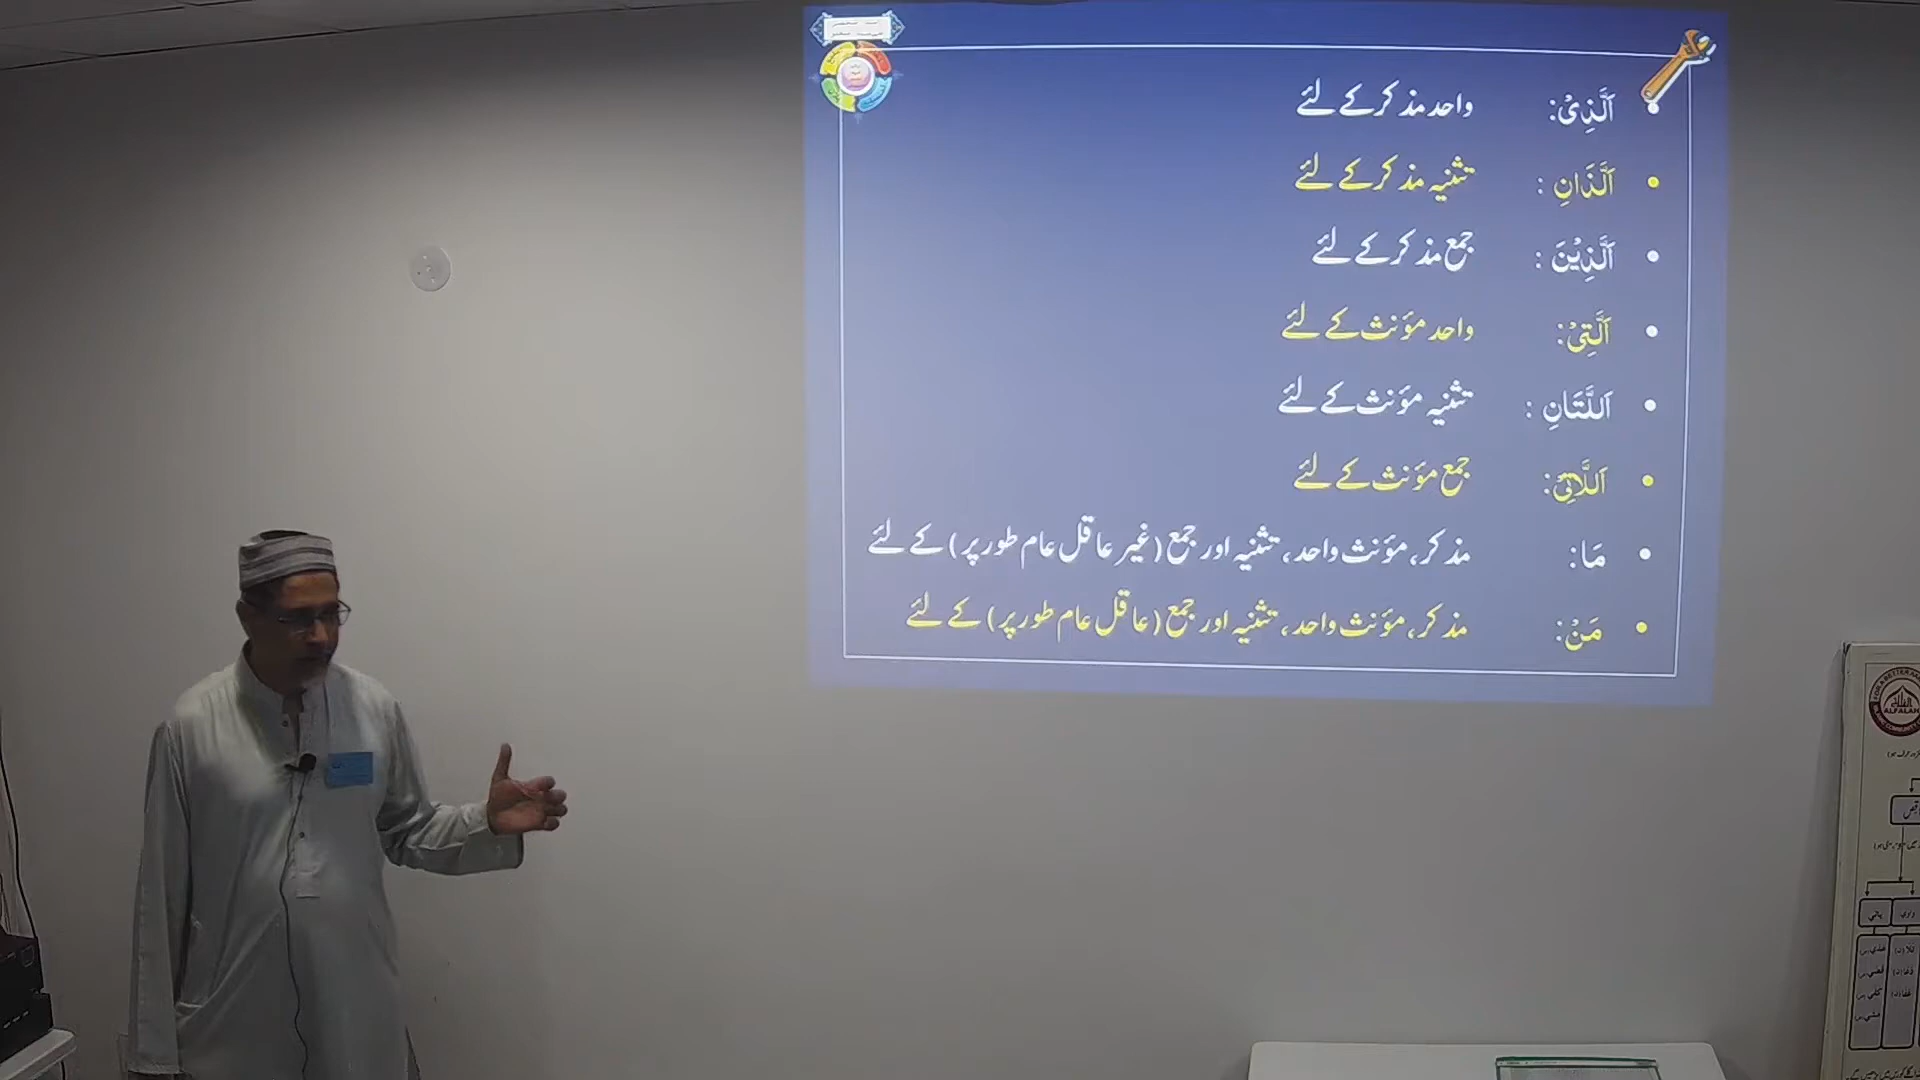 اَلَّذِیْ: واحد مذکر کے لئے
اَلَّذَانِ : تثنیہ مذکر کے لئے
اَلَّذِیْنَ : جمع مذکر کے لئے
اَلَّتِیْ: واحد مؤنث کے لئے
اَللَّتَانِ : تثنیہ مؤنث کے لئے
اَللَّاتِیْ: جمع مؤنث کے لئے
مَا: مذکر، مؤنث واحد، تثنیہ اور جمع (غیر عاقل عام طور پر) کے لئے
مَنْ: مذکر، مؤنث واحد، تثنیہ اور جمع (عاقل عام طور پر) کے لئے
ALFALAH